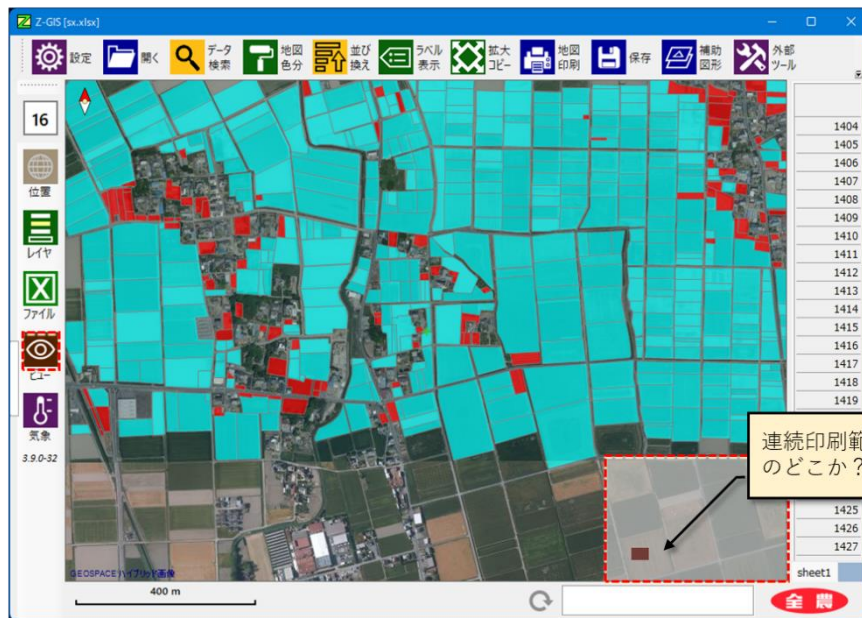 Z-GIS [sx.xlsx]
設定
開く
データ
検索
地図
色分
並び
換え
ラベル
表示
拡大
コピー
地図
印刷
保存
補助
図形
外部
ツール
16
位置
レイヤ
ファイル
ビュー
気象
3.9.0-32
1404
1405
1406
1407
1408
1409
1410
1411
1412
1413
1414
1415
1416
1417
1418
1419
連続印刷範
のどこか？
1425
1426
1427
sheet1
GEOSPACE ハイブリッド画像
400 m
全農